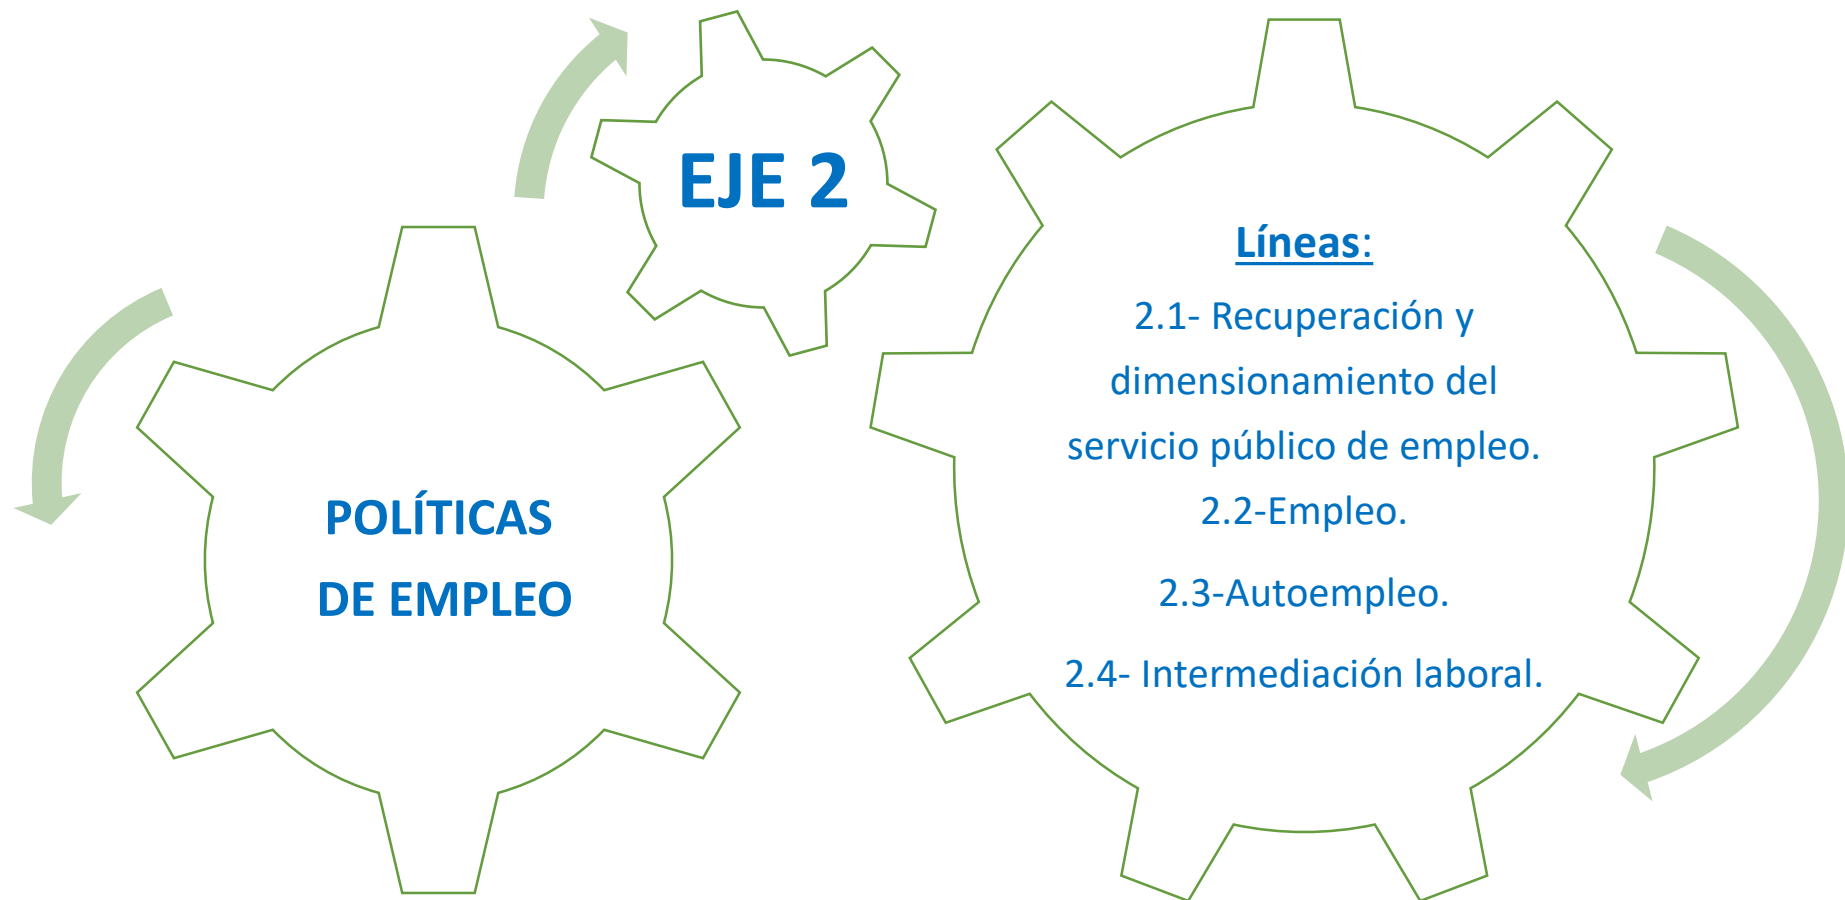 EJE 2
POLÍTICAS
DE EMPLEO
Líneas:
2.1- Recuperación y
dimensionamiento del
servicio público de empleo.
2.2-Empleo.
2.3-Autoempleo.
2.4- Intermediación laboral.